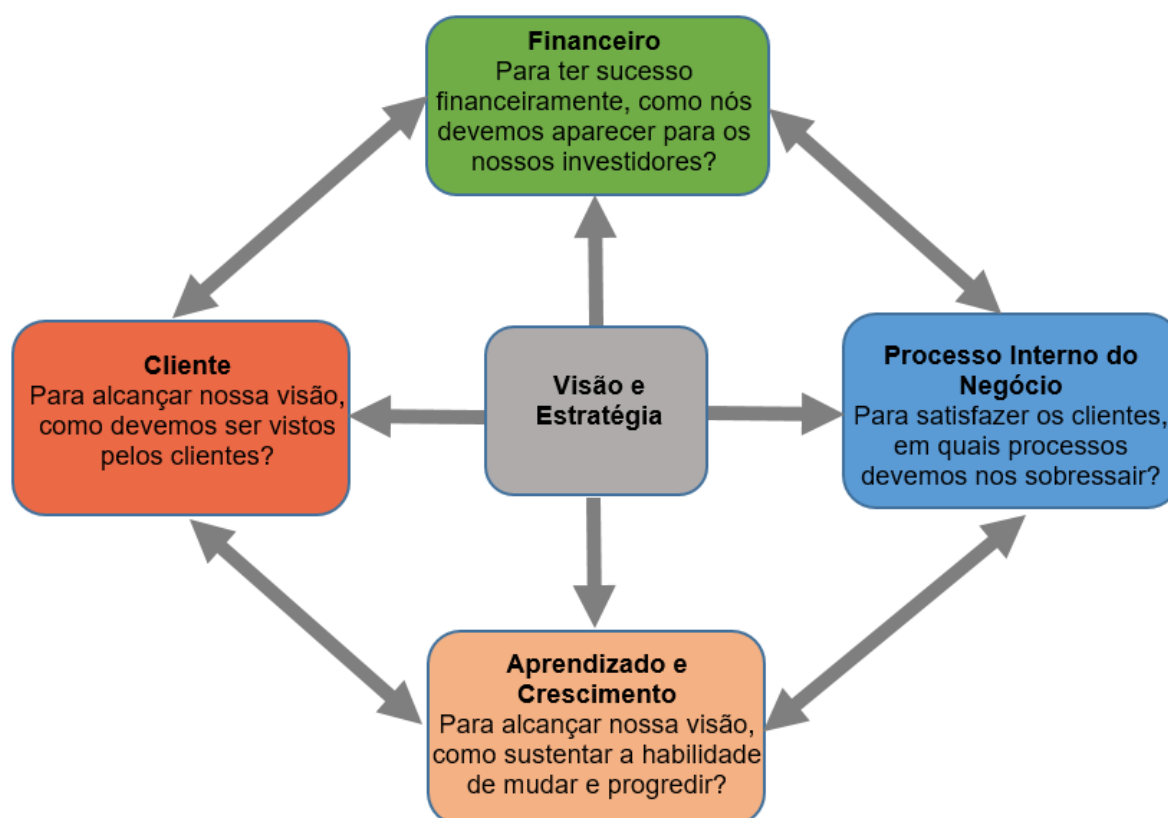 Financeiro
Para ter sucesso
financeiramente, como nós
devemos aparecer para os
nossos investidores?
Cliente
Para alcançar nossa visão,
como devemos ser vistos
pelos clientes?
Visão e
Estratégia
Processo Interno do
Negócio
Para satisfazer os clientes,
em quais processos
devemos nos sobressair?
Aprendizado e
Crescimento
Para alcançar nossa visão,
como sustentar a habilidade
de mudar e progredir?